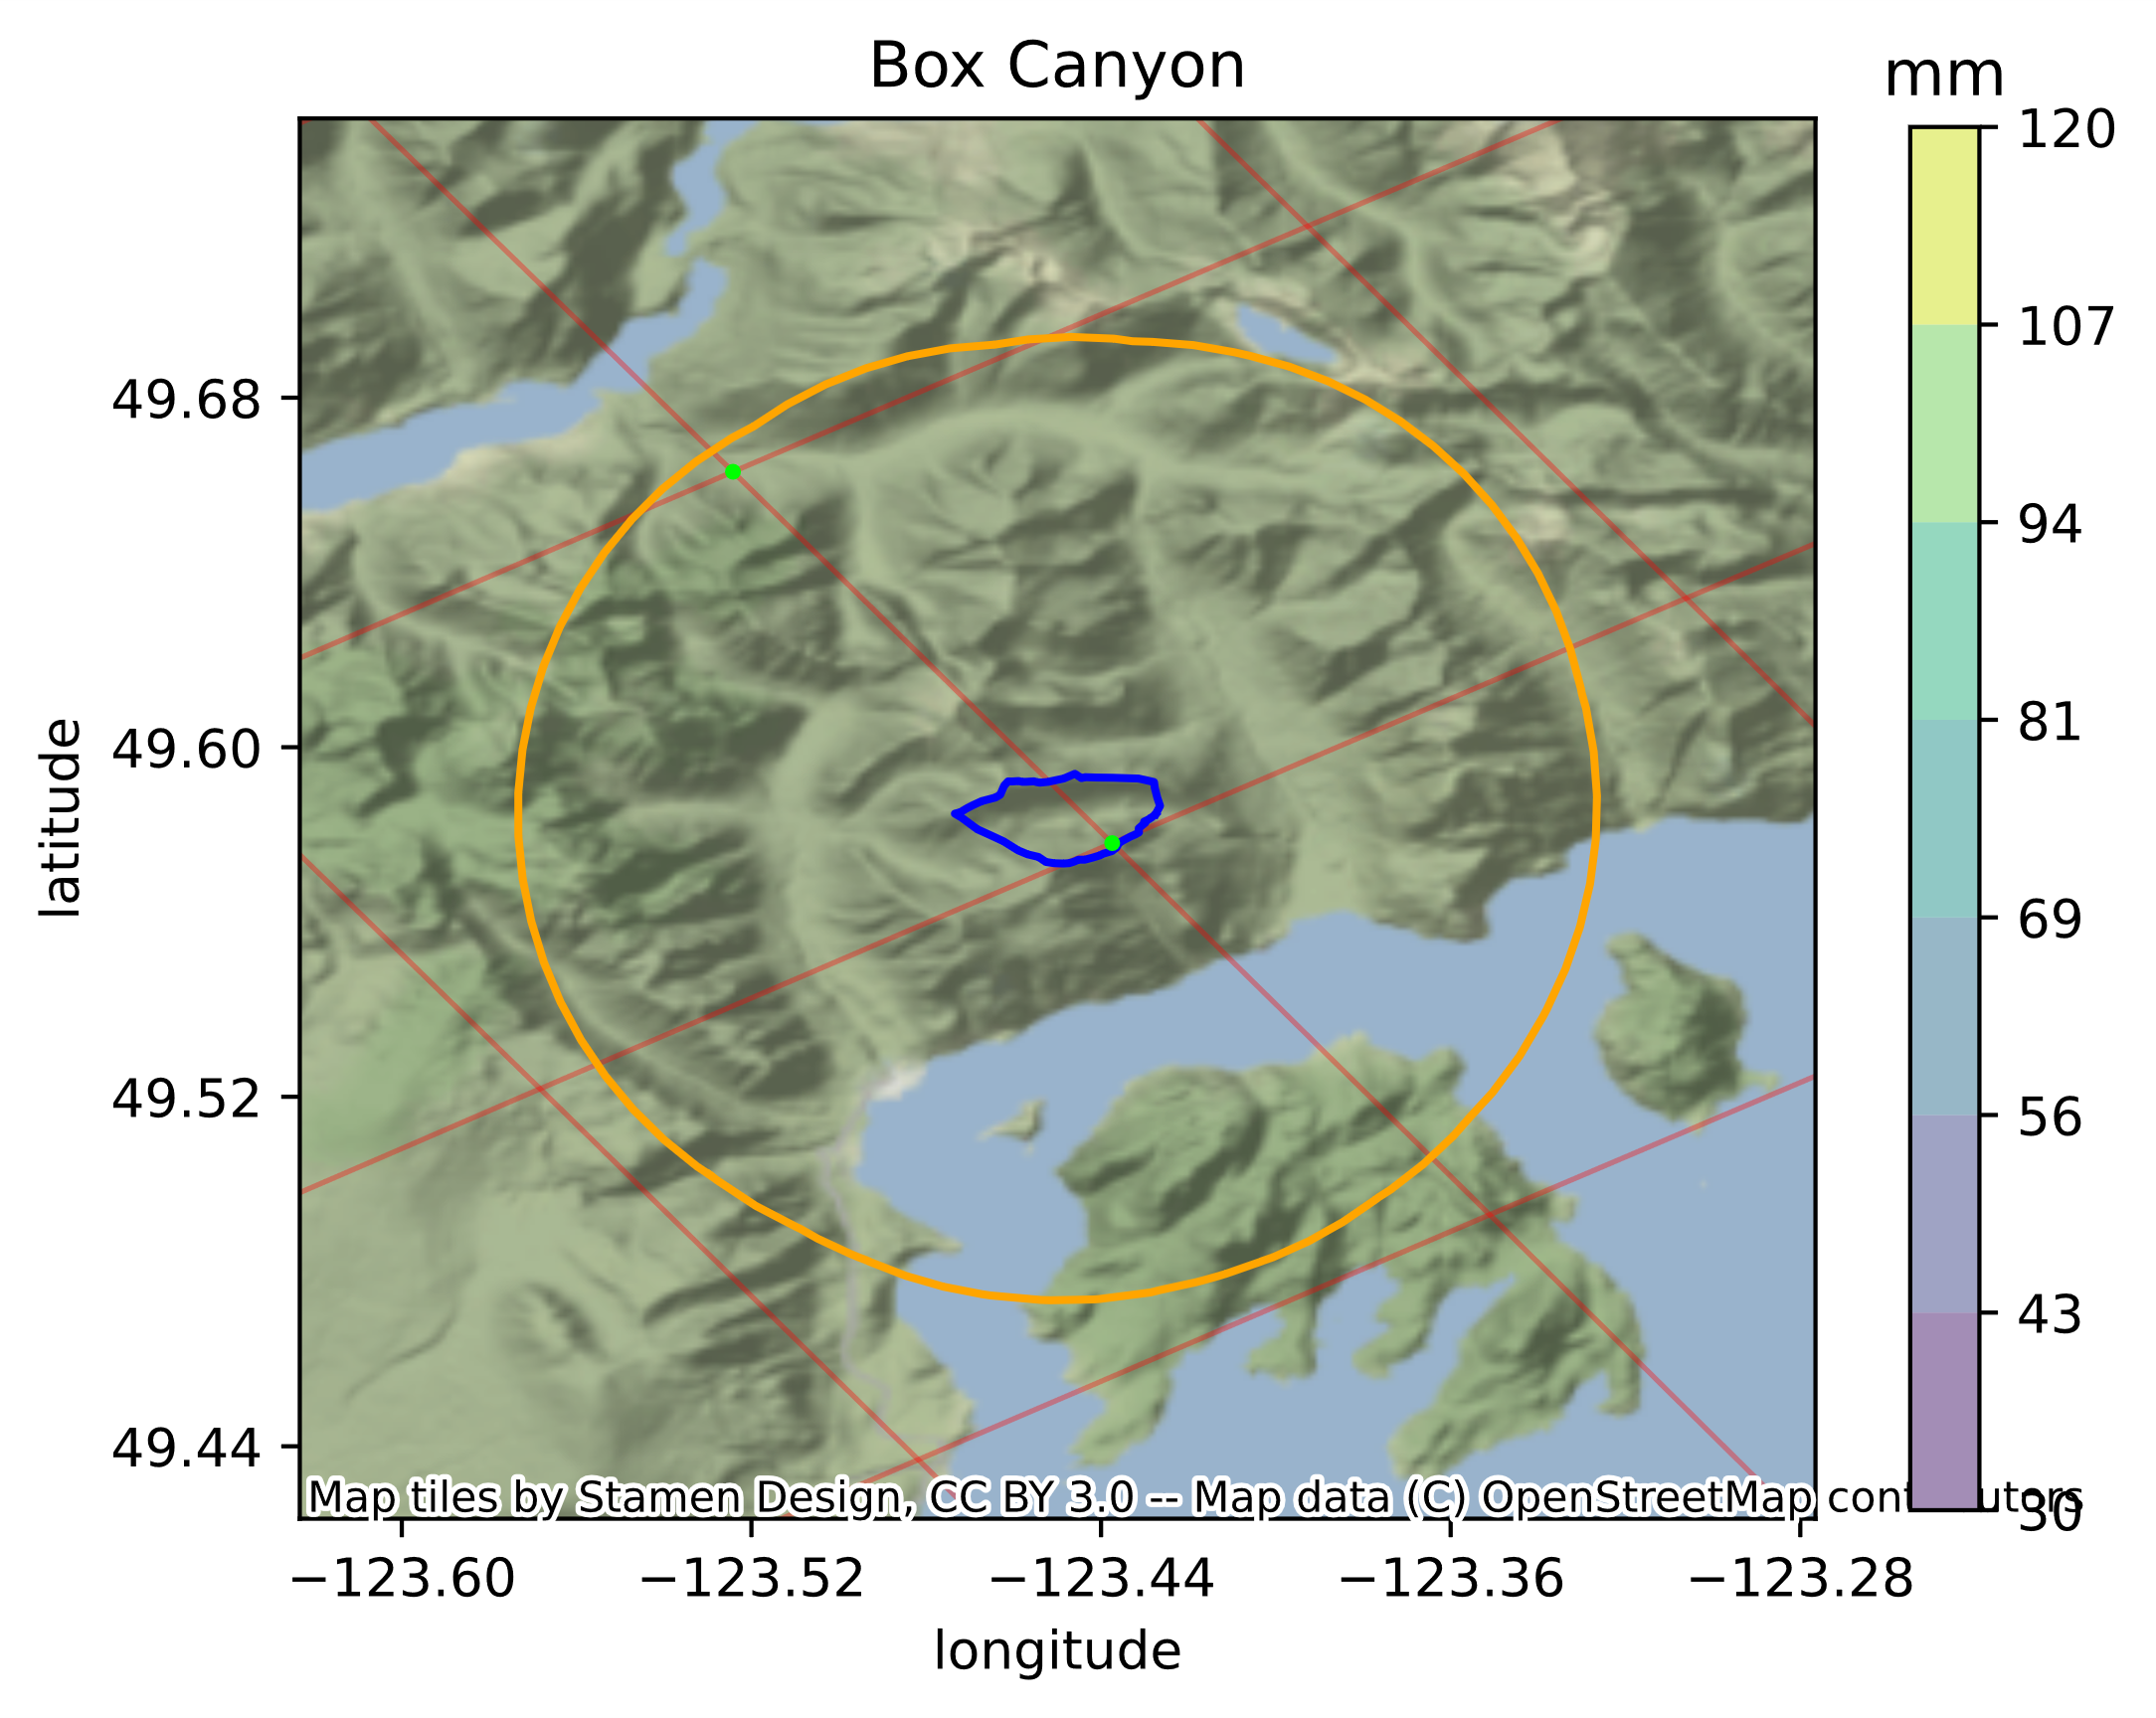 Box Canyon
mm
120
107
94
81
69
56
43
30
49.68
49.60
49.52
49.44
latitude
Map tiles by Stamen Design, CC BY 3.0 -- Map data (C) OpenStreetMap
−123.60 −123.52 −123.44 −123.36 −123.28
longitude